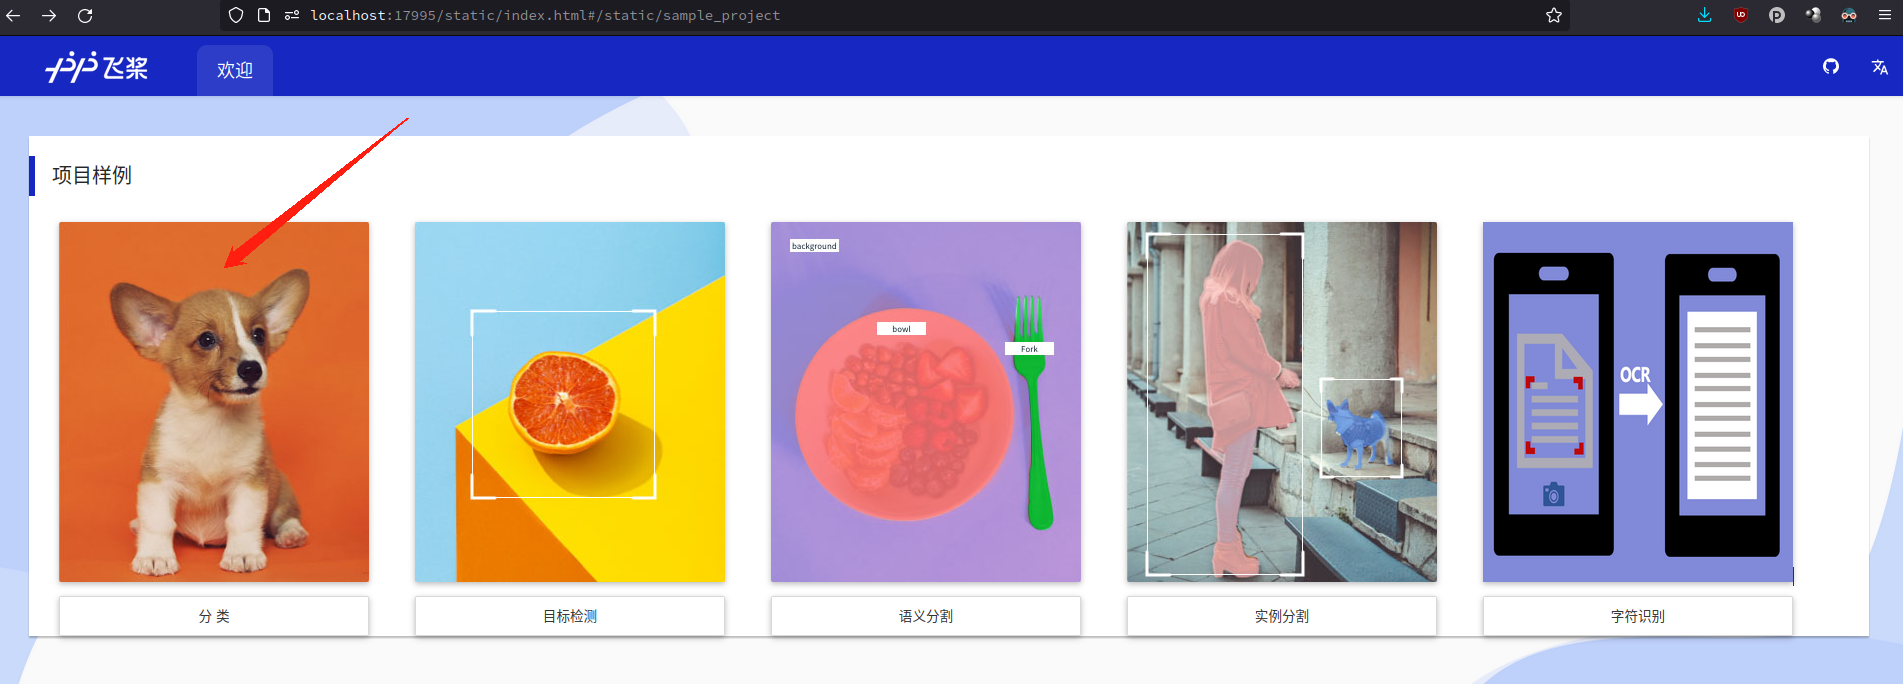 localhost:17995/static/index.html#/static/sample_project
飞桨
欢迎
项目样例
background
bowl
Fork
OCR
分 类
目标检测
语义分割
实例分割
字符识别